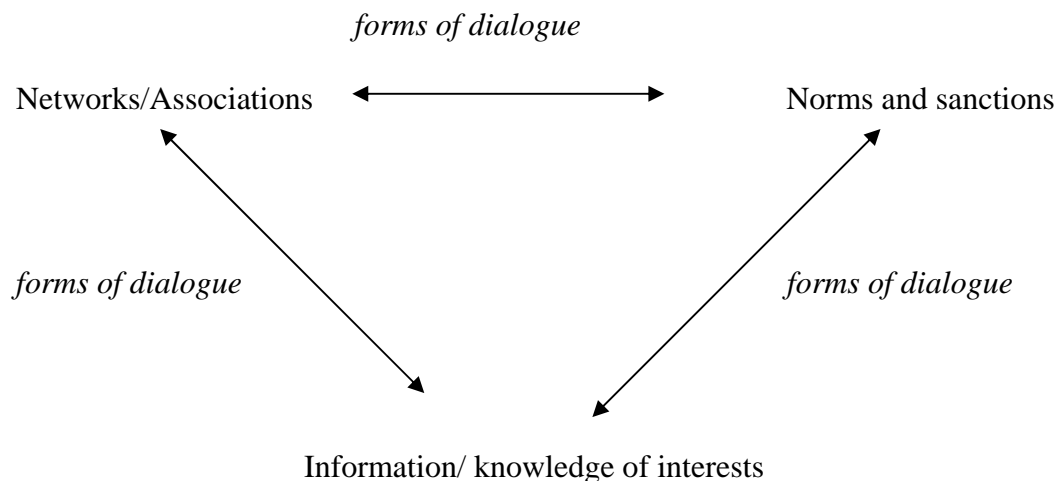 forms of dialogue
Networks/Associations
Norms and sanctions
forms of dialogue
forms of dialogue
Information/ knowledge of interests